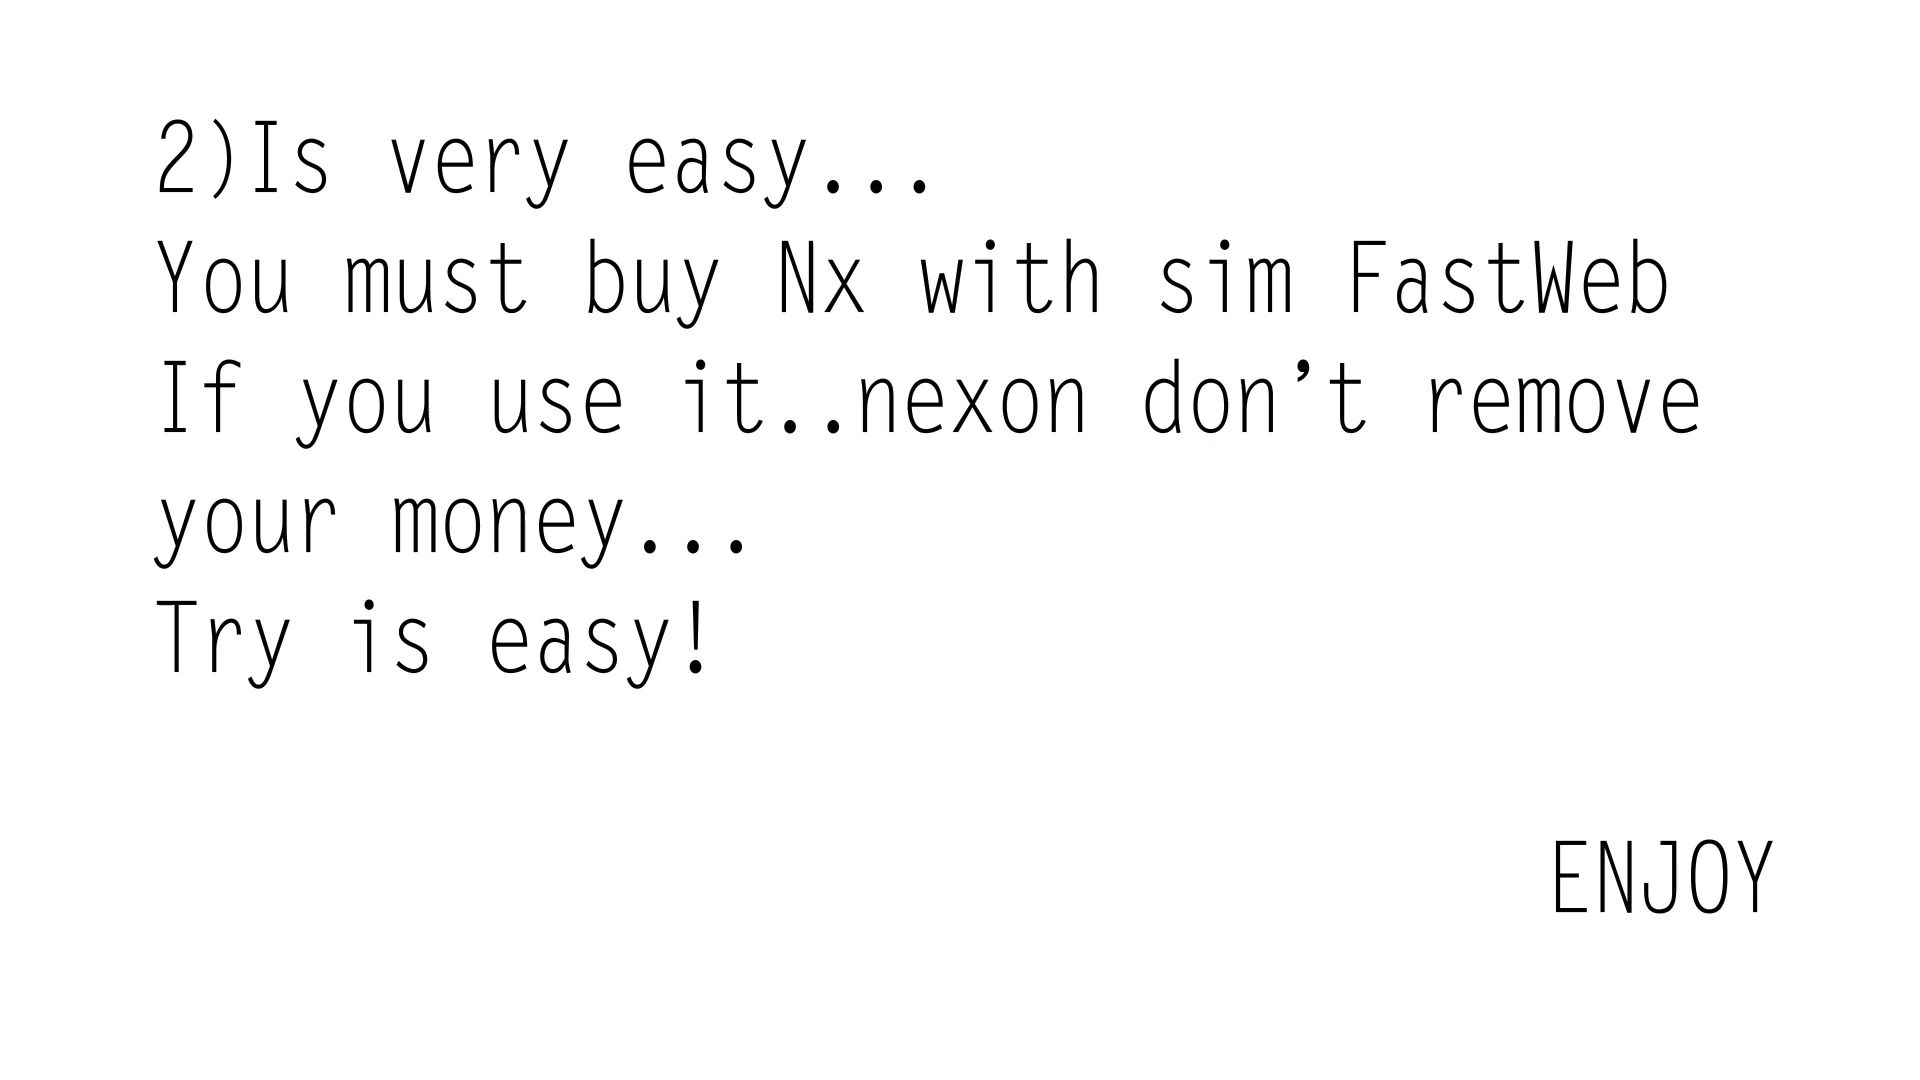 2)Is very easy...
You must buy Nx with sim FastWeb
If you use it..nexon don’t remove
your money...
Try is easy!
ENJOY